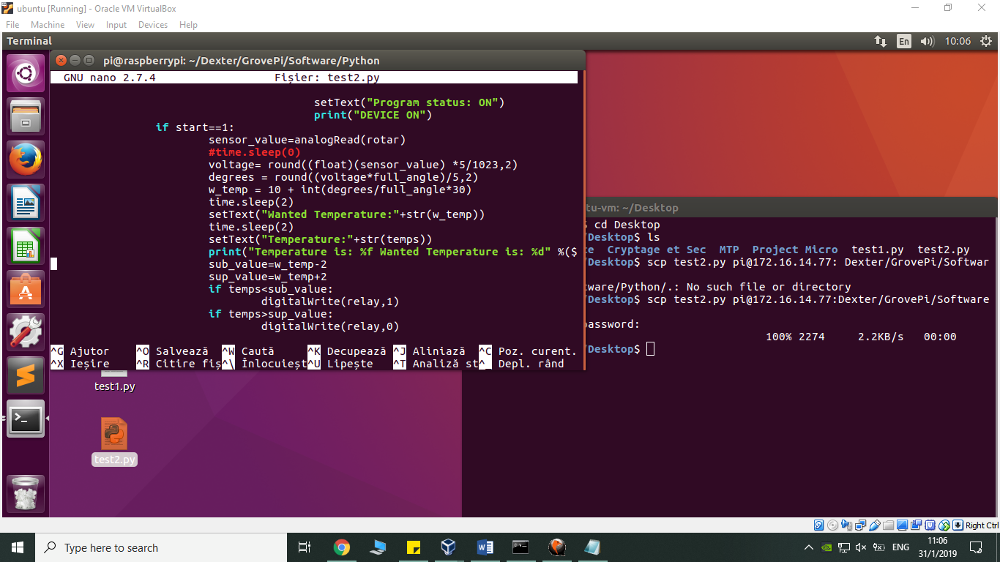 ubuntu [Running] - Oracle VM VirtualBox
File Machine View Input Devices Help
Terminal
En
10:06
pi@raspberrypi: ~/Dexter/GrovePi/Software/Python
GNU nano 2.7.4 Fișier: test2.py
setText("Program status: ON")
print("DEVICE ON")
if start==1:
sensor_value=analogRead(rotar)
#time.sleep(0)
voltage= round((float)(sensor_value) *5/1023,2)
degrees = round((voltage*full_angle)/5,2)
w_temp = 10 + int(degrees/full_angle*30)
time.sleep(2)
setText("Wanted Temperature:"+str(w_temp))
time.sleep(2)
setText("Temperature:"+str(temps))
print("Temperature is: %f Wanted Temperature is: %d" %($
sub_value=w_temp-2
sup_value=w_temp+2
if temps<sub_value:
digitalWrite(relay,1)
if temps>sup_value:
digitalWrite(relay,0)
^G Ajutor ^O Salvează ^W Caută ^K Decupează ^J Aliniază ^C Poz. curent.
^X Ieșire ^R Citire fiș^\ Înlocuieșt^U Lipește ^T Analiză st^_ Depl. rând
tu-vm: ~/Desktop
$ cd Desktop
/Desktop$ ls
te Cryptage et Sec MTP Project Micro test1.py test2.py
/Desktop$ scp test2.py pi@172.16.14.77: Dexter/GrovePi/Softwar
tware/Python/.: No such file or directory
/Desktop$ scp test2.py pi@172.16.14.77:Dexter/GrovePi/Software
password:
100% 2274 2.2KB/s 00:00
/Desktop$
test1.py
test2.py
Right Ctrl
Type here to search
ENG
11:06
31/1/2019